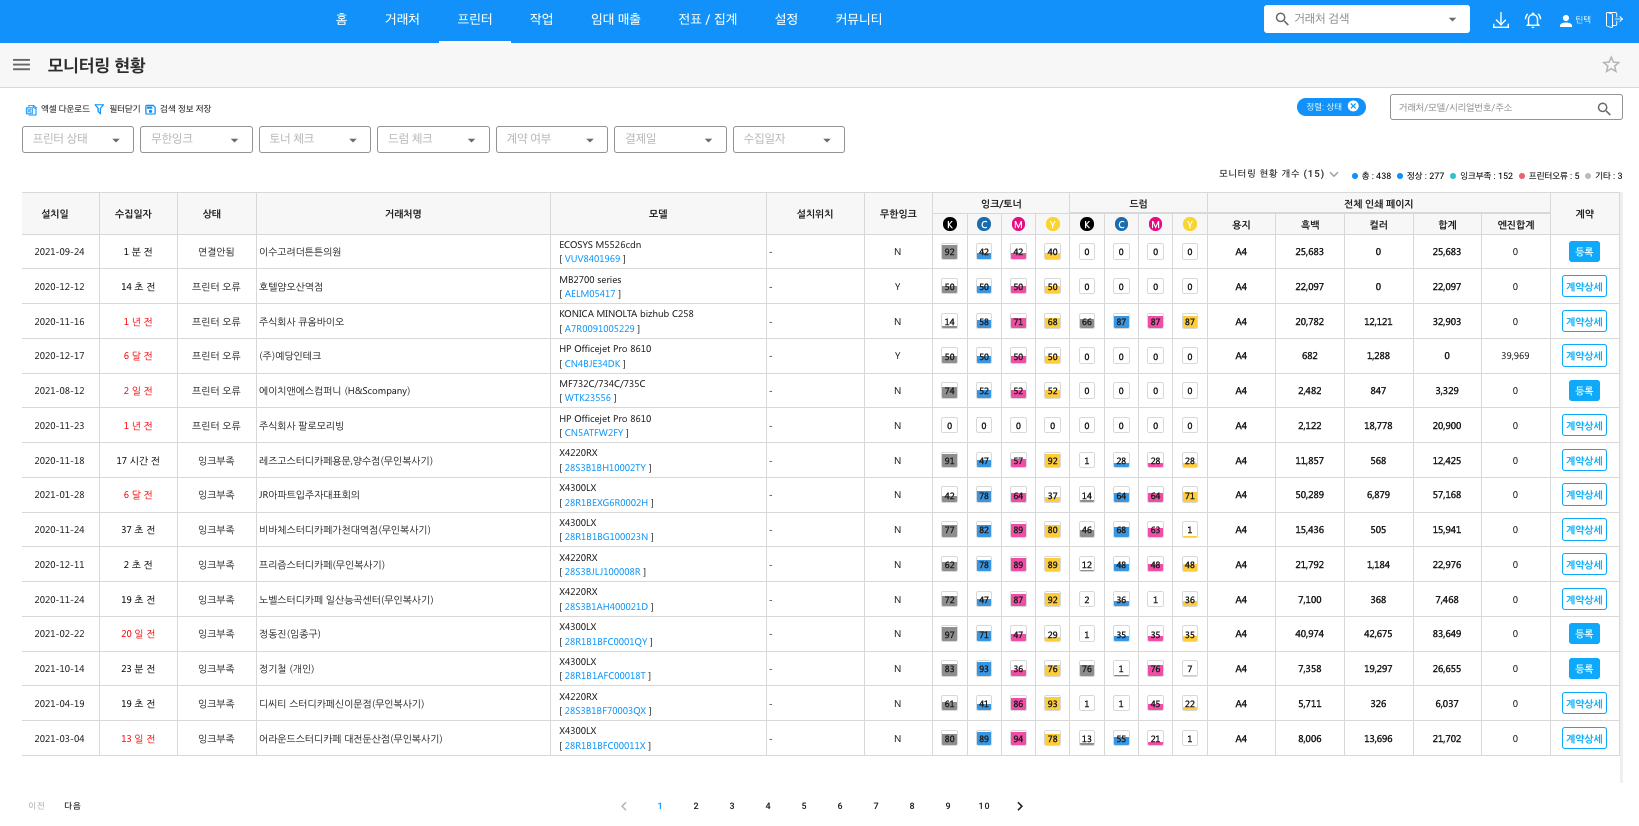 홈 거래처 프린터 작업 임대 매출 전표 / 집계 설정 커뮤니티 거래처 검색 틴텍
모니터링 현황
엑셀 다운로드 필터닫기 검색 정보 저장 정렬: 상태 거래처/모델/시리얼번호/주소
프린터 상태 무한잉크 토너 체크 드럼 체크 계약 여부 결제일 수집일자
모니터링 현황 개수 (15) 총 : 438 정상 : 277 잉크부족 : 152 프린터오류 : 5 기타 : 3
설치일 수집일자 상태 거래처명 모델 설치위치 무한잉크 잉크/토너 드럼 전체 인쇄 페이지 계약
K C M Y K C M Y 용지 흑백 컬러 합계 엔진합계
2021-09-24 1 분 전 연결안됨 이수고려더튼튼의원 ECOSYS M5526cdn - N 92 42 42 40 0 0 0 0 A4 25,683 0 25,683 0 등록
[ VUV8401969 ]
2020-12-12 14 초 전 프린터 오류 호텔양오산역점 MB2700 series - Y 50 50 50 50 0 0 0 0 A4 22,097 0 22,097 0 계약상세
[ AELM05417 ]
2020-11-16 1 년 전 프린터 오류 주식회사 큐옴바이오 KONICA MINOLTA bizhub C258 - N 14 58 71 68 66 87 87 87 A4 20,782 12,121 32,903 0 계약상세
[ A7R0091005229 ]
2020-12-17 6 달 전 프린터 오류 (주)예당인테크 HP Officejet Pro 8610 - Y 50 50 50 50 0 0 0 0 A4 682 1,288 0 39,969 계약상세
[ CN4BJE34DK ]
2021-08-12 2 일 전 프린터 오류 에이치앤에스컴퍼니 (H&Scompany) MF732C/734C/735C - N 74 52 52 52 0 0 0 0 A4 2,482 847 3,329 0 등록
[ WTK23556 ]
2020-11-23 1 년 전 프린터 오류 주식회사 팔로모리빙 HP Officejet Pro 8610 - N 0 0 0 0 0 0 0 0 A4 2,122 18,778 20,900 0 계약상세
[ CN5ATFW2FY ]
2020-11-18 17 시간 전 잉크부족 레즈고스터디카페용문,양수점(무인복사기) X4220RX - N 91 47 57 92 1 28 28 28 A4 11,857 568 12,425 0 계약상세
[ 28S3B1BH10002TY ]
2021-01-28 6 달 전 잉크부족 JR아파트입주자대표회의 X4300LX - N 42 78 64 37 14 64 64 71 A4 50,289 6,879 57,168 0 계약상세
[ 28R1BEXG6R0002H ]
2020-11-24 37 초 전 잉크부족 비바체스터디카페가천대역점(무인복사기) X4300LX - N 77 82 89 80 46 68 63 1 A4 15,436 505 15,941 0 계약상세
[ 28R1B1BG100023N ]
2020-12-11 2 초 전 잉크부족 프리즘스터디카페(무인복사기) X4220RX - N 62 78 89 89 12 48 48 48 A4 21,792 1,184 22,976 0 계약상세
[ 28S3BJLJ100008R ]
2020-11-24 19 초 전 잉크부족 노벨스터디카페 일산능곡센터(무인복사기) X4220RX - N 72 47 87 92 2 36 1 36 A4 7,100 368 7,468 0 계약상세
[ 28S3B1AH400021D ]
2021-02-22 20 일 전 잉크부족 정동진(임종구) X4300LX - N 97 71 47 29 1 35 35 35 A4 40,974 42,675 83,649 0 등록
[ 28R1B1BFC0001QY ]
2021-10-14 23 분 전 잉크부족 정기철 (개인) X4300LX - N 83 93 36 76 76 1 76 7 A4 7,358 19,297 26,655 0 등록
[ 28R1B1AFC00018T ]
2021-04-19 19 초 전 잉크부족 디씨티 스터디카페신이문점(무인복사기) X4220RX - N 61 41 86 93 1 1 45 22 A4 5,711 326 6,037 0 계약상세
[ 28S3B1BF70003QX ]
2021-03-04 13 일 전 잉크부족 어라운드스터디카페 대전둔산점(무인복사기) X4300LX - N 80 89 94 78 13 55 21 1 A4 8,006 13,696 21,702 0 계약상세
[ 28R1B1BFC00011X ]
이전 다음 1 2 3 4 5 6 7 8 9 10